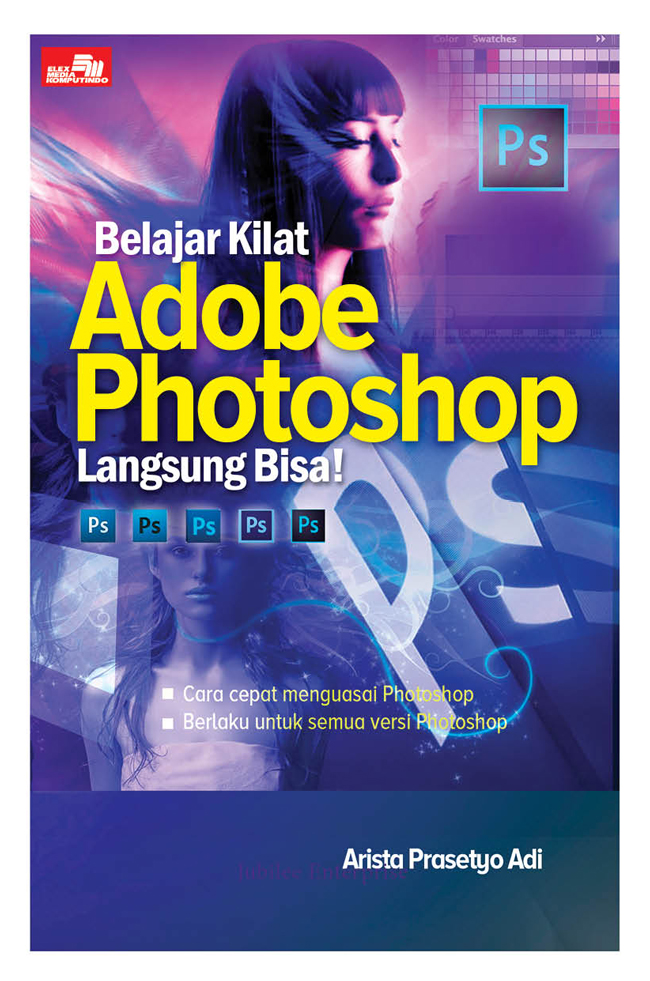 Color Swatches
ELEX
MEDIA
KOMPUTINDO
Ps
Belajar Kilat
Adobe
Photoshop
Langsung Bisa!
Ps Ps Ps Ps Ps
Ps
Cara cepat menguasai Photoshop
Berlaku untuk semua versi Photoshop
Arista Prasetyo Adi